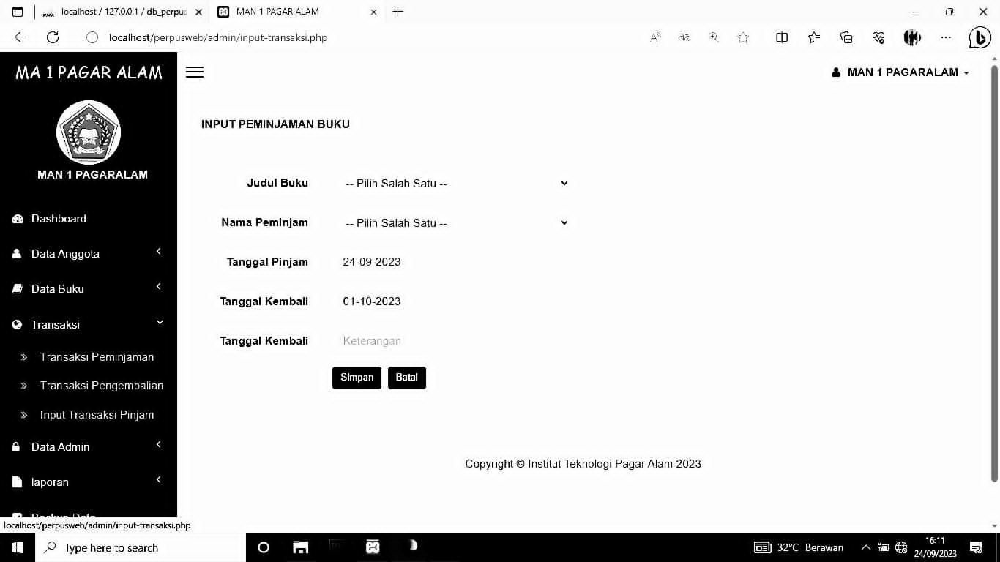 localhost / 127.0.0.1 / db_perpus
MAN 1 PAGAR ALAM
localhost/perpusweb/admin/input-transaksi.php
MA 1 PAGAR ALAM
MAN 1 PAGARALAM
MAN 1 PAGARALAM
Dashboard
Data Anggota
Data Buku
Transaksi
Transaksi Peminjaman
Transaksi Pengembalian
Input Transaksi Pinjam
Data Admin
laporan
Backup Data
INPUT PEMINJAMAN BUKU
Judul Buku -- Pilih Salah Satu --
Nama Peminjam -- Pilih Salah Satu --
Tanggal Pinjam 24-09-2023
Tanggal Kembali 01-10-2023
Tanggal Kembali Keterangan
Simpan Batal
Copyright © Institut Teknologi Pagar Alam 2023
localhost/perpusweb/admin/input-transaksi.php
Type here to search
32°C Berawan
16:11
24/09/2023